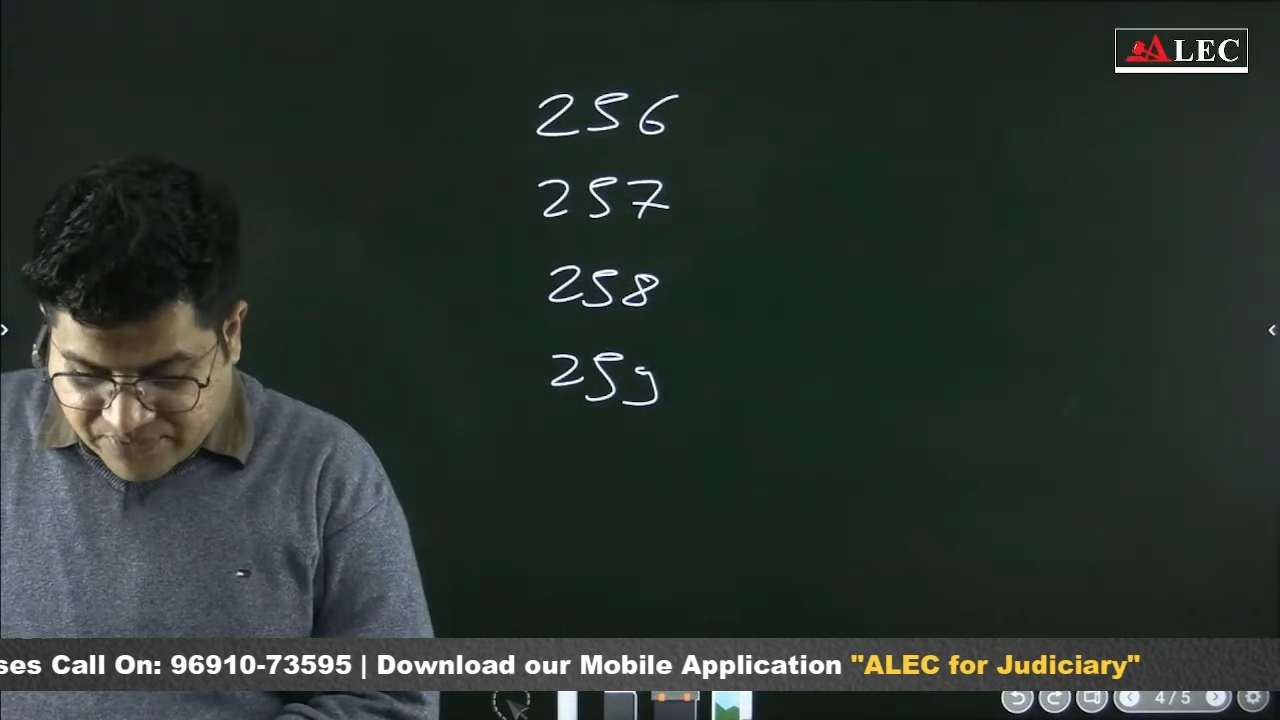 ALEC
256
257
258
259
ses Call On: 96910-73595 | Download our Mobile Application "ALEC for Judiciary"
4/5